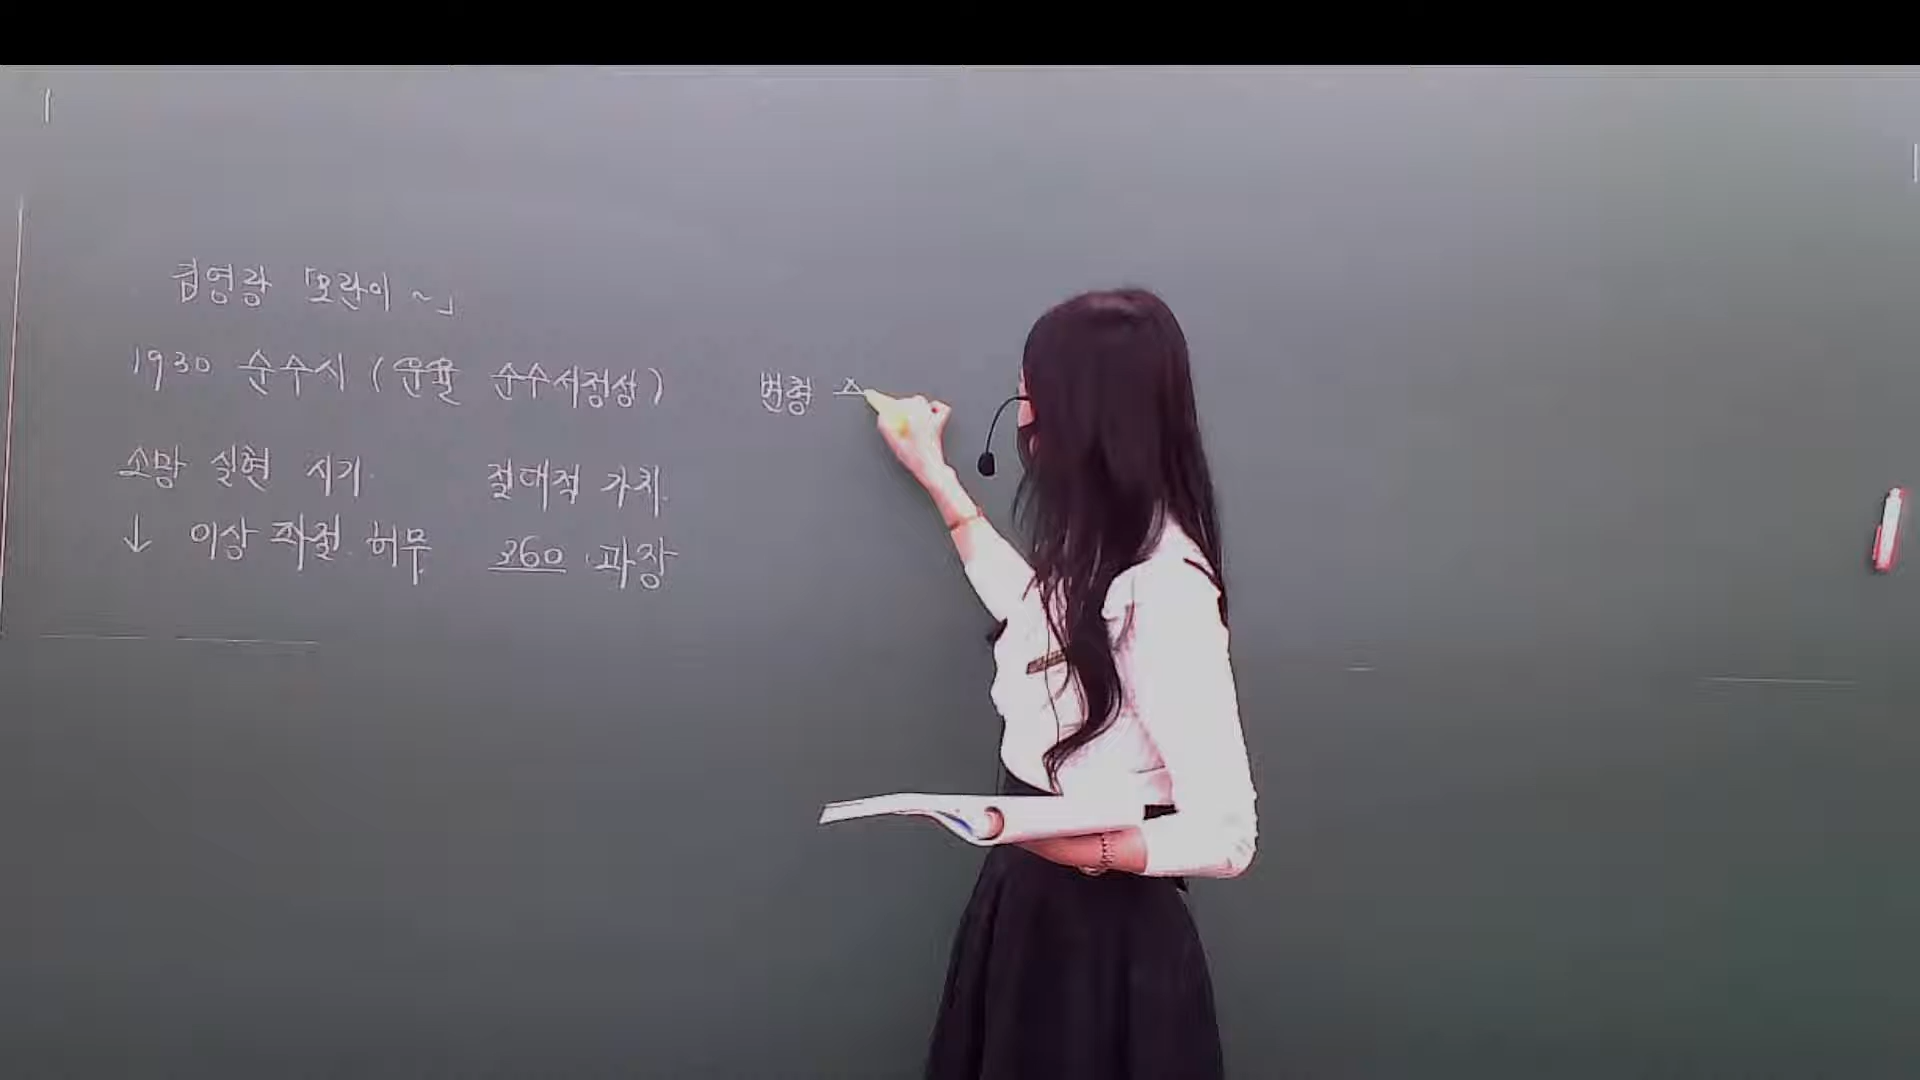 김영랑 「모란이 ~」
1930 순수시 (운율 순수서정성)
소망 실현 시기. 절대적 가치.
↓ 이상 좌절. 허무. 360 · 과장
변형 수